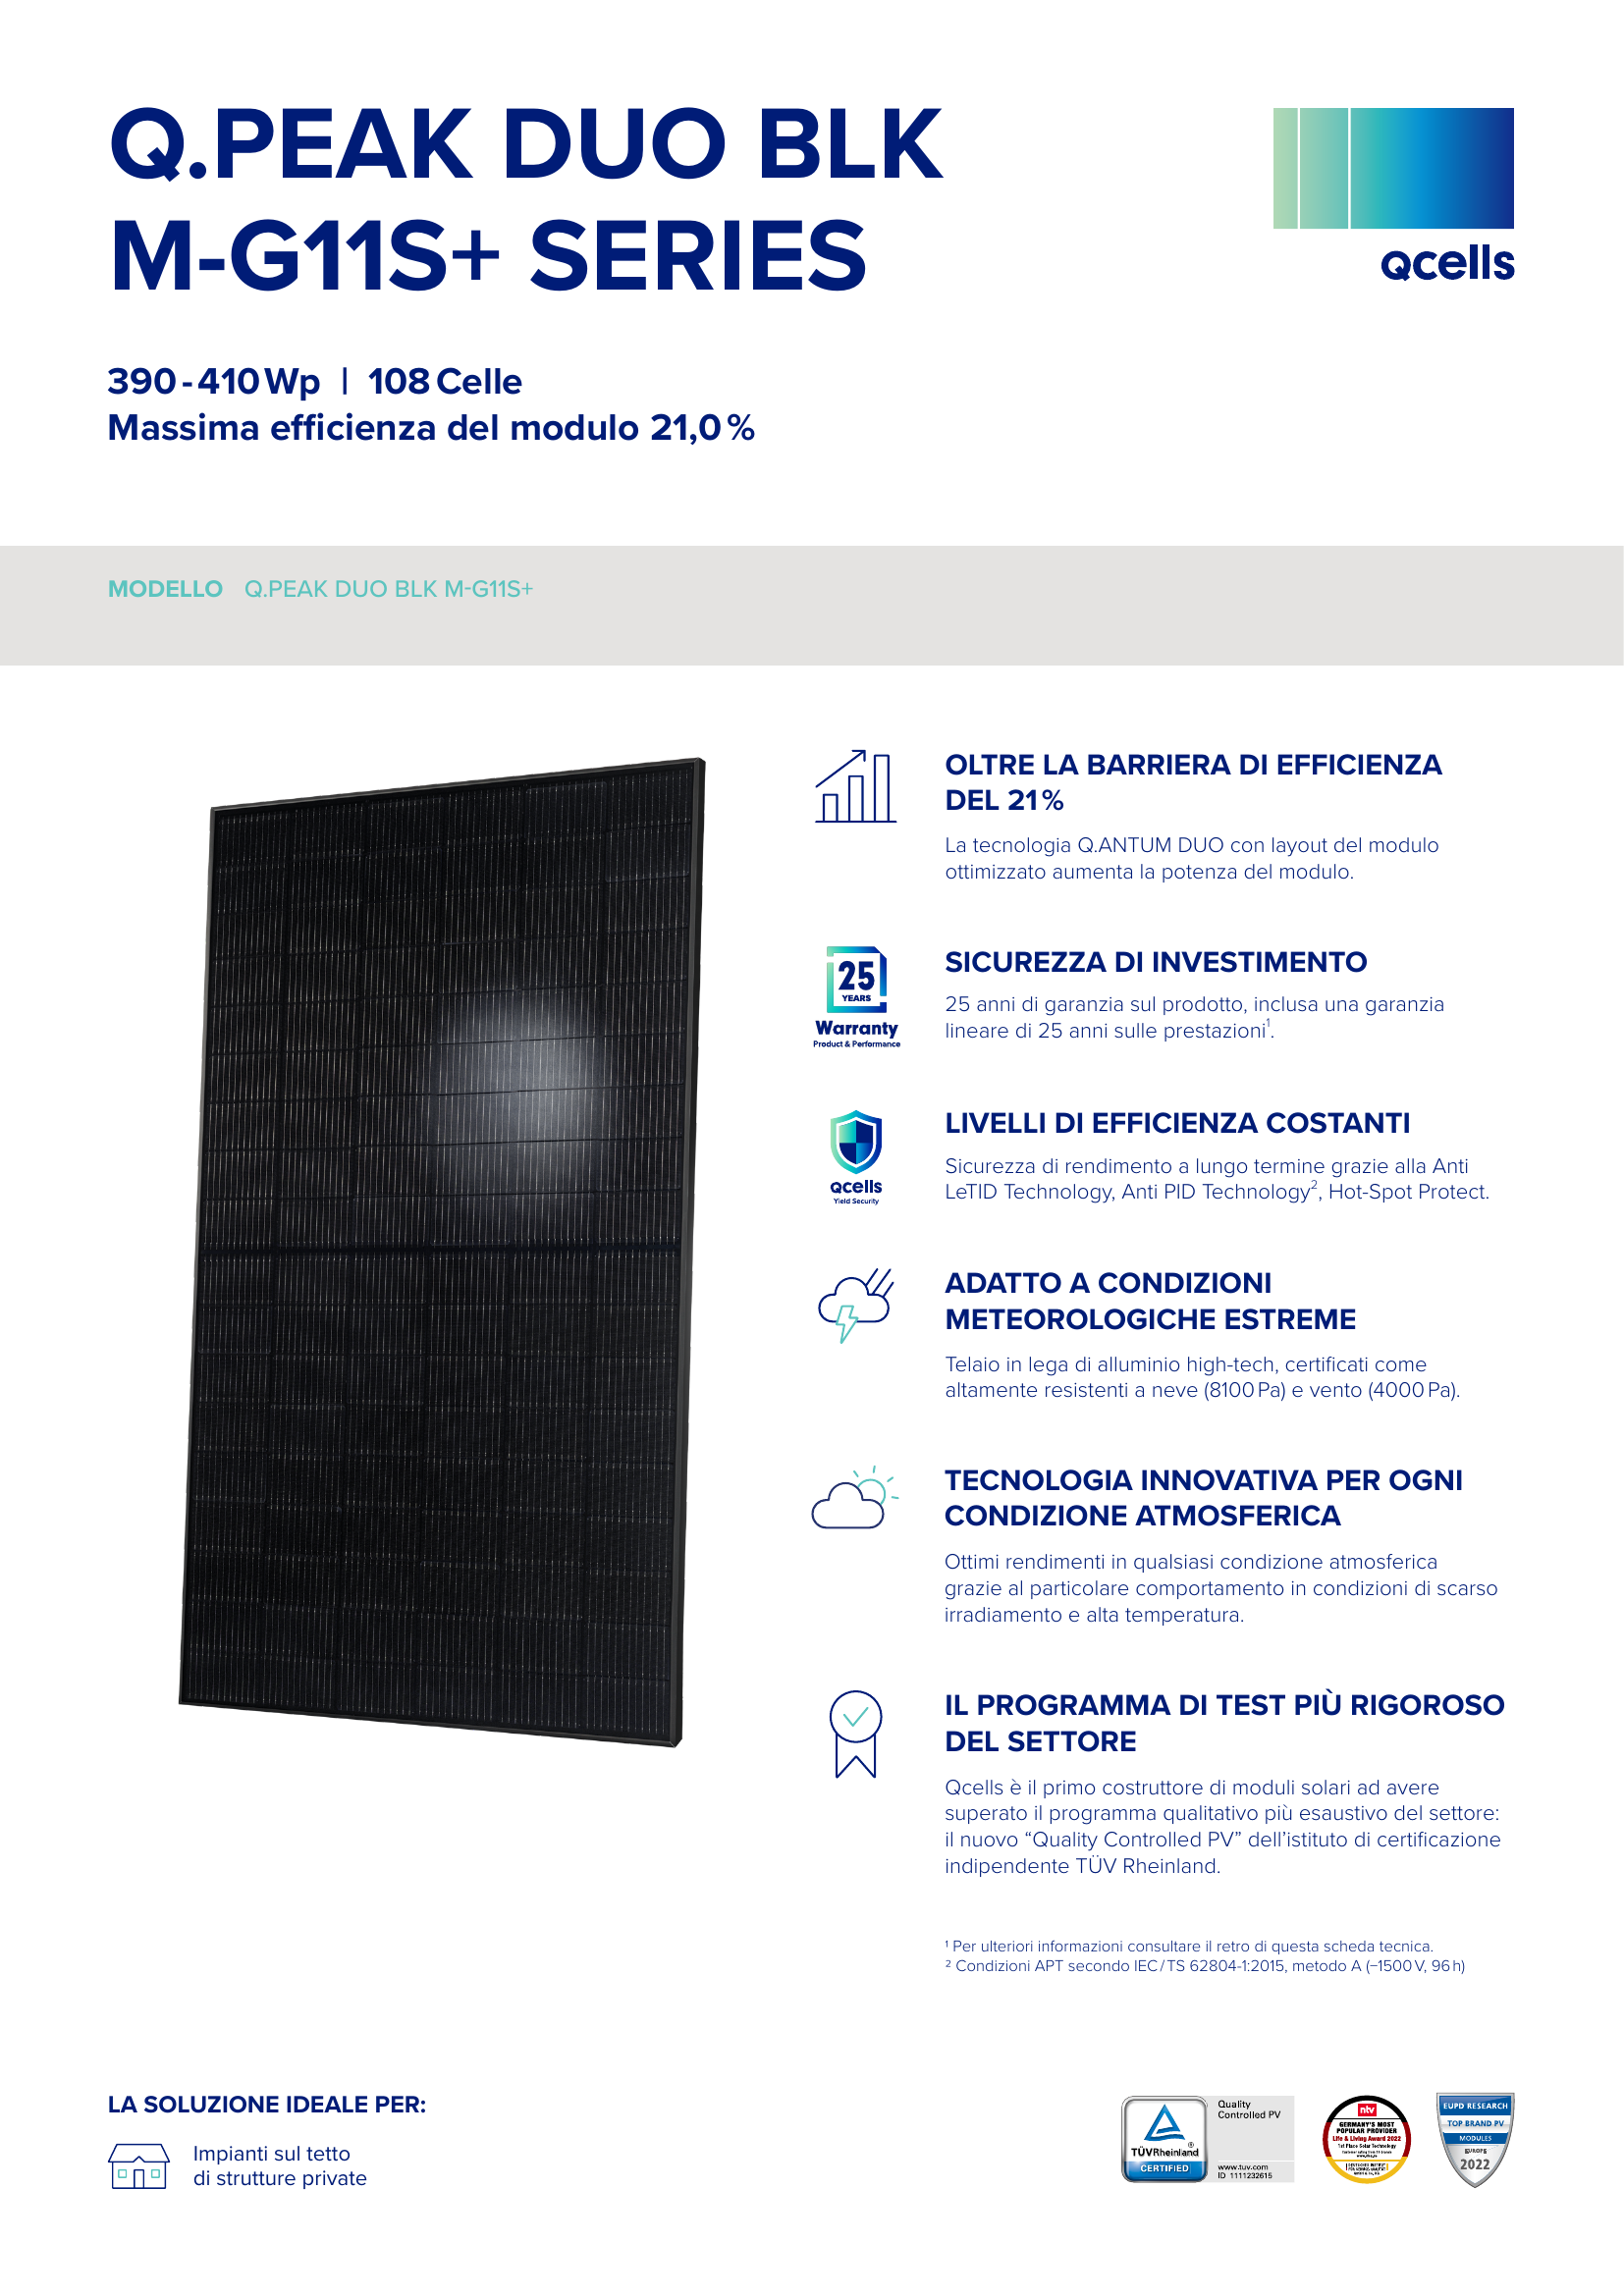 Q.PEAK DUO BLK
M-G11S+ SERIES
qcells
390-410 Wp | 108 Celle
Massima efficienza del modulo 21,0 %
MODELLO Q.PEAK DUO BLK M-G11S+
OLTRE LA BARRIERA DI EFFICIENZA
DEL 21 %
La tecnologia Q.ANTUM DUO con layout del modulo
ottimizzato aumenta la potenza del modulo.
25
YEARS
Warranty
Product & Performance
SICUREZZA DI INVESTIMENTO
25 anni di garanzia sul prodotto, inclusa una garanzia
lineare di 25 anni sulle prestazioni¹.
qcells
Yield Security
LIVELLI DI EFFICIENZA COSTANTI
Sicurezza di rendimento a lungo termine grazie alla Anti
LeTID Technology, Anti PID Technology², Hot-Spot Protect.
ADATTO A CONDIZIONI
METEOROLOGICHE ESTREME
Telaio in lega di alluminio high-tech, certificati come
altamente resistenti a neve (8100 Pa) e vento (4000 Pa).
TECNOLOGIA INNOVATIVA PER OGNI
CONDIZIONE ATMOSFERICA
Ottimi rendimenti in qualsiasi condizione atmosferica
grazie al particolare comportamento in condizioni di scarso
irradiamento e alta temperatura.
IL PROGRAMMA DI TEST PIÙ RIGOROSO
DEL SETTORE
Qcells è il primo costruttore di moduli solari ad avere
superato il programma qualitativo più esaustivo del settore:
il nuovo “Quality Controlled PV” dell’istituto di certificazione
indipendente TÜV Rheinland.
¹ Per ulteriori informazioni consultare il retro di questa scheda tecnica.
² Condizioni APT secondo IEC / TS 62804-1:2015, metodo A (−1500 V, 96 h)
LA SOLUZIONE IDEALE PER:
Impianti sul tetto
di strutture private
TÜVRheinland ®
CERTIFIED
Quality
Controlled PV
www.tuv.com
ID 1111232615
ntv
GERMANY'S MOST
POPULAR PROVIDER
Life & Living Award 2022
1st Place Solar Technology
EUPD RESEARCH
TOP BRAND PV
MODULES
EUROPE
2022